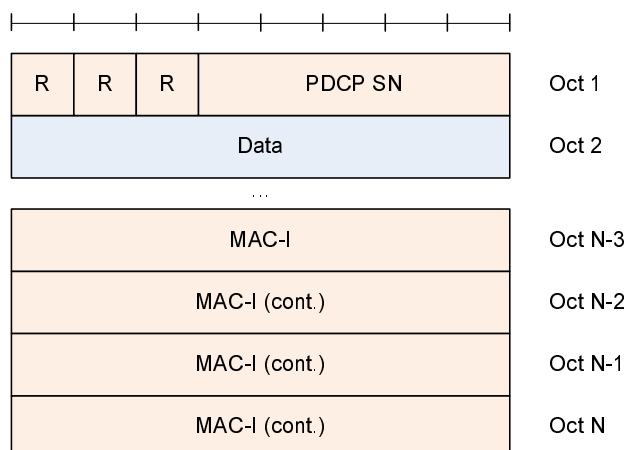 R R R PDCP SN Oct 1
Data Oct 2
...
MAC-I Oct N-3
MAC-I (cont.) Oct N-2
MAC-I (cont.) Oct N-1
MAC-I (cont.) Oct N